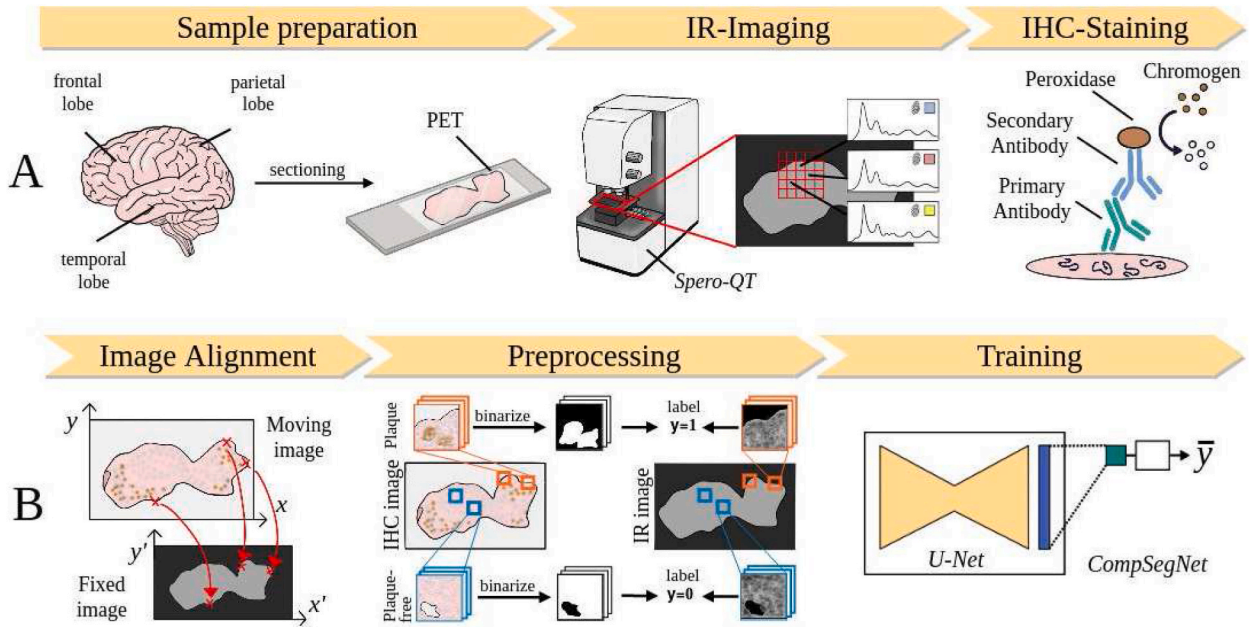 Sample preparation
IR-Imaging
IHC-Staining
A
frontal
lobe
parietal
lobe
temporal
lobe
sectioning
PET
Spero-QT
Peroxidase
Chromogen
Secondary
Antibody
Primary
Antibody
Image Alignment
Preprocessing
Training
B
y
Moving
image
x
y'
Fixed
image
x'
Plaque
binarize
label
y=1
IHC image
IR image
Plaque-
free
binarize
label
y=0
U-Net
CompSegNet
y̅